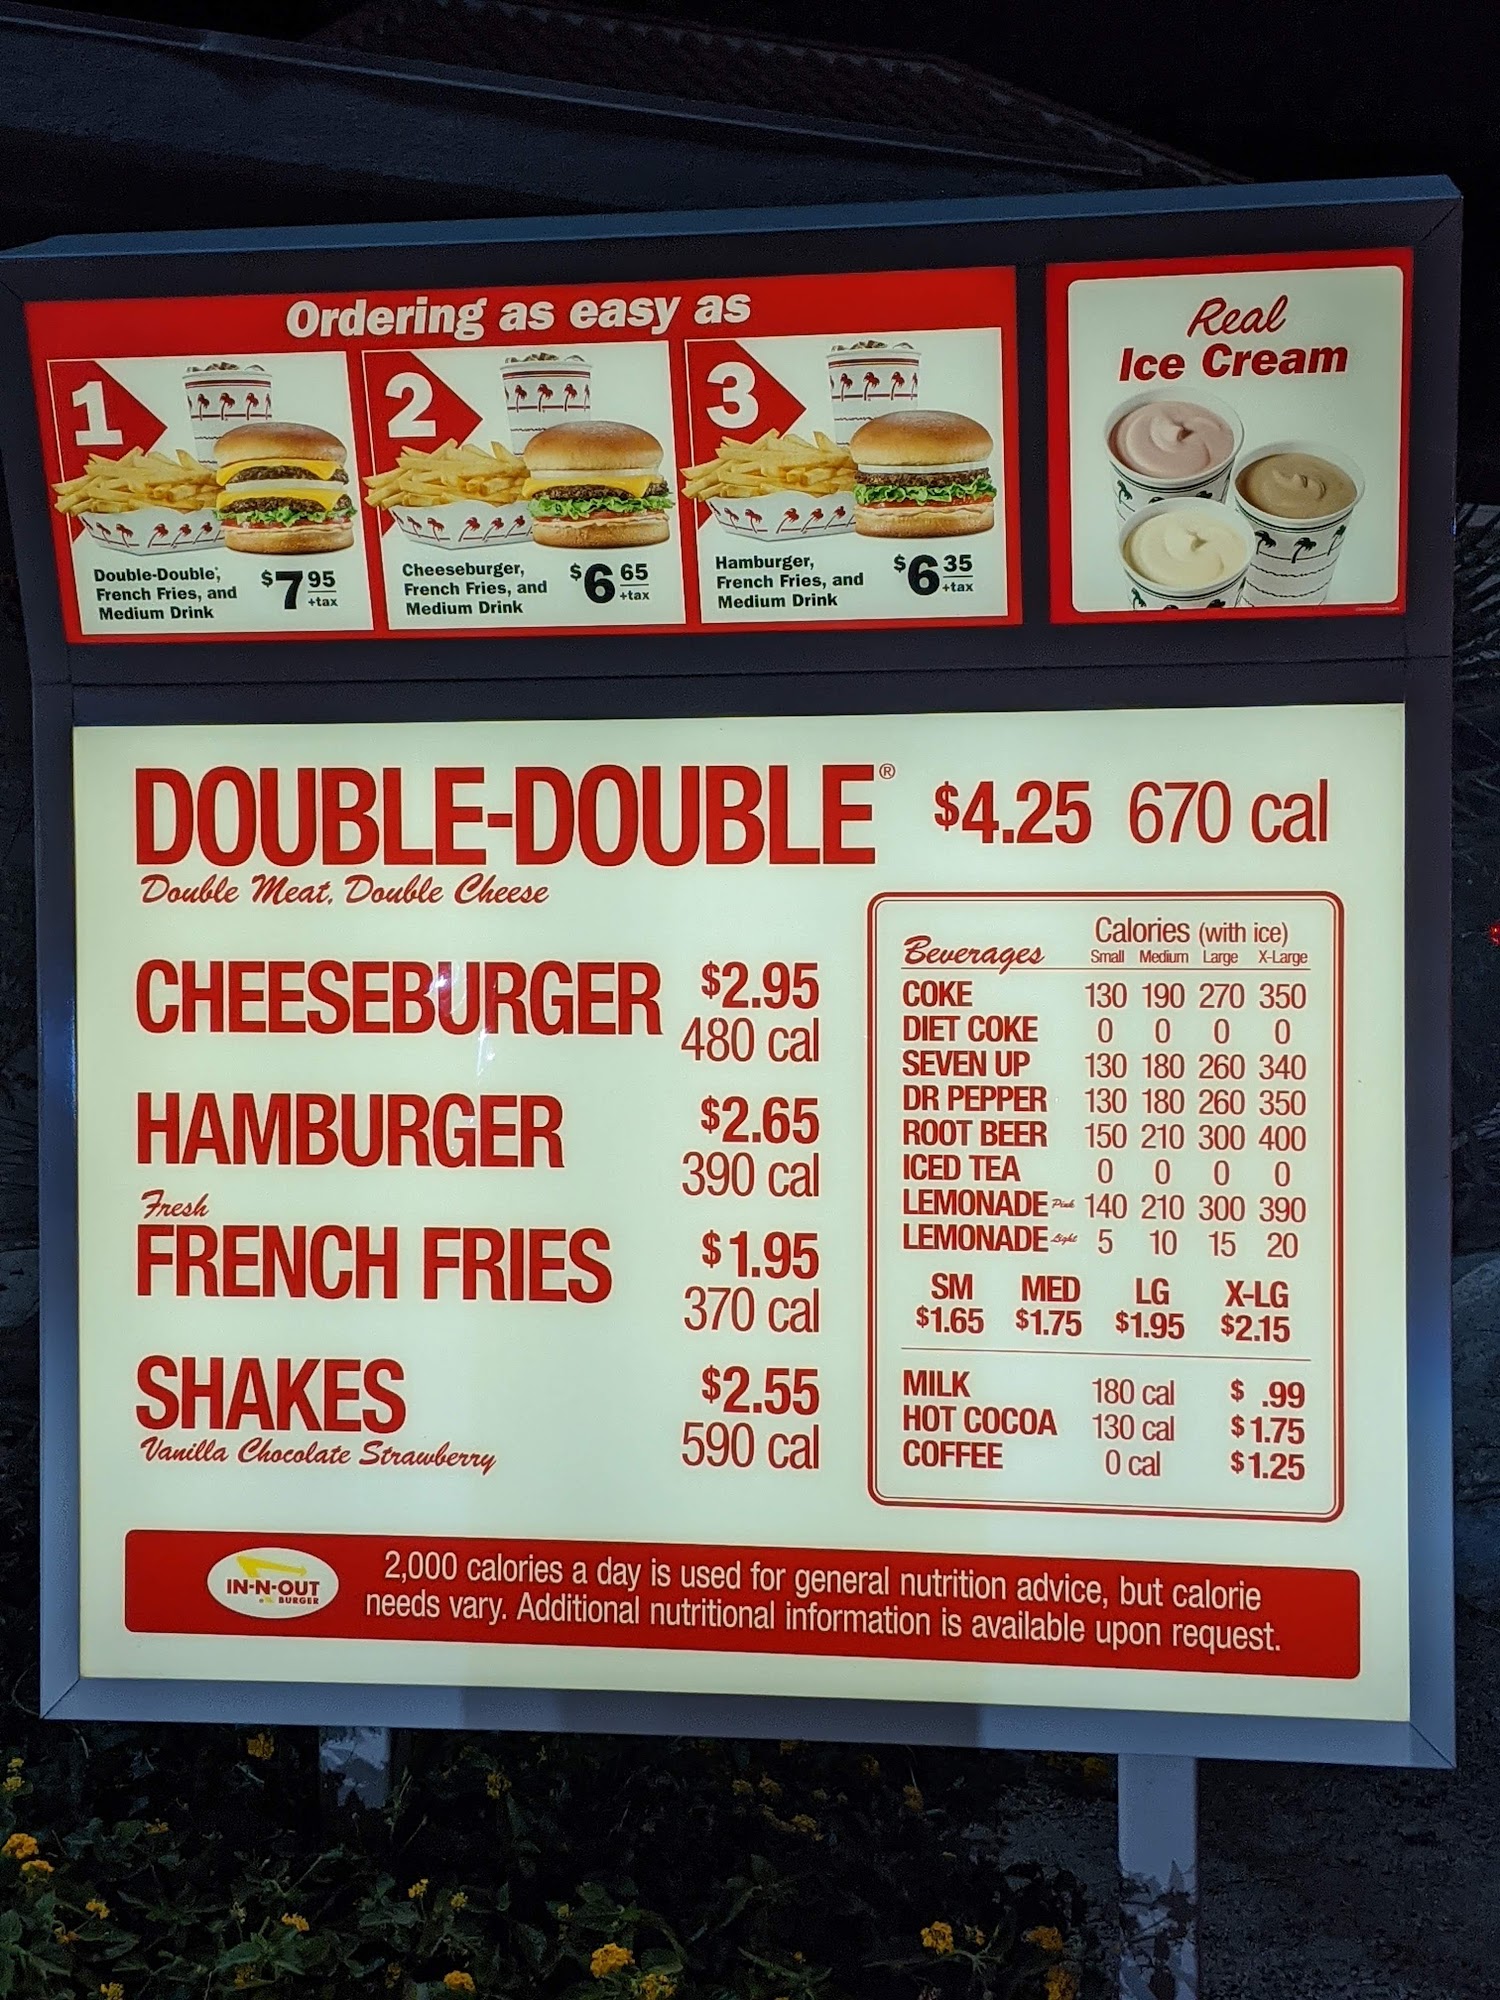 Ordering as easy as
1
Double-Double®,
French Fries, and
Medium Drink
$7.95
+tax
2
Cheeseburger,
French Fries, and
Medium Drink
$6.65
+tax
3
Hamburger,
French Fries, and
Medium Drink
$6.35
+tax
Real
Ice Cream
DOUBLE-DOUBLE® $4.25 670 cal
Double Meat, Double Cheese
CHEESEBURGER $2.95
480 cal
HAMBURGER $2.65
390 cal
Fresh
FRENCH FRIES $1.95
370 cal
SHAKES $2.55
Vanilla Chocolate Strawberry 590 cal
Calories (with ice)
Beverages Small Medium Large X-Large
COKE 130 190 270 350
DIET COKE 0 0 0 0
SEVEN UP 130 180 260 340
DR PEPPER 130 180 260 350
ROOT BEER 150 210 300 400
ICED TEA 0 0 0 0
LEMONADE Pink 140 210 300 390
LEMONADE Light 5 10 15 20
SM MED LG X-LG
$1.65 $1.75 $1.95 $2.15
MILK 180 cal $ .99
HOT COCOA 130 cal $1.75
COFFEE 0 cal $1.25
IN-N-OUT
BURGER
2,000 calories a day is used for general nutrition advice, but calorie
needs vary. Additional nutritional information is available upon request.